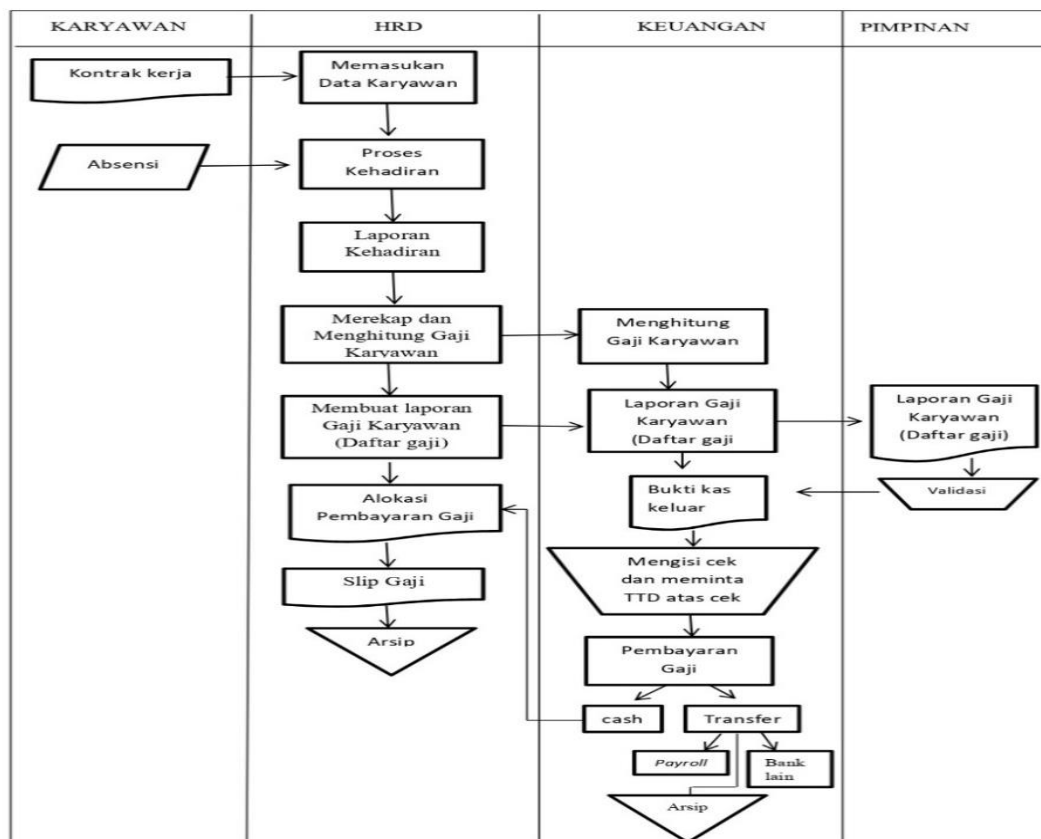 KARYAWAN
HRD
KEUANGAN
PIMPINAN
Kontrak kerja
Memasukan
Data Karyawan
Absensi
Proses
Kehadiran
Laporan
Kehadiran
Merekap dan
Menghitung Gaji
Karyawan
Menghitung
Gaji Karyawan
Membuat laporan
Gaji Karyawan
(Daftar gaji)
Laporan Gaji
Karyawan
(Daftar gaji
Laporan Gaji
Karyawan
(Daftar gaji)
Alokasi
Pembayaran Gaji
Bukti kas
keluar
Validasi
Slip Gaji
Mengisi cek
dan meminta
TTD atas cek
Arsip
Pembayaran
Gaji
cash
Transfer
Payroll
Bank
lain
Arsip